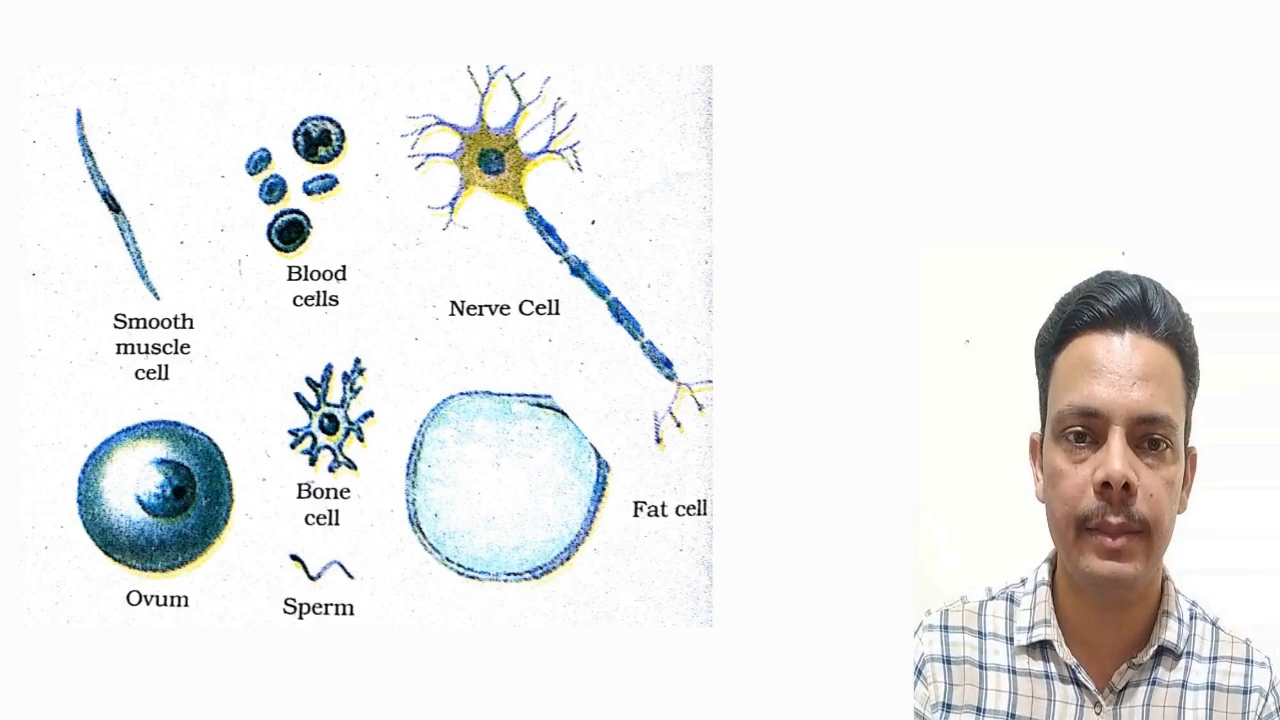 Smooth
muscle
cell
Blood
cells
Nerve Cell
Ovum
Bone
cell
Sperm
Fat cell